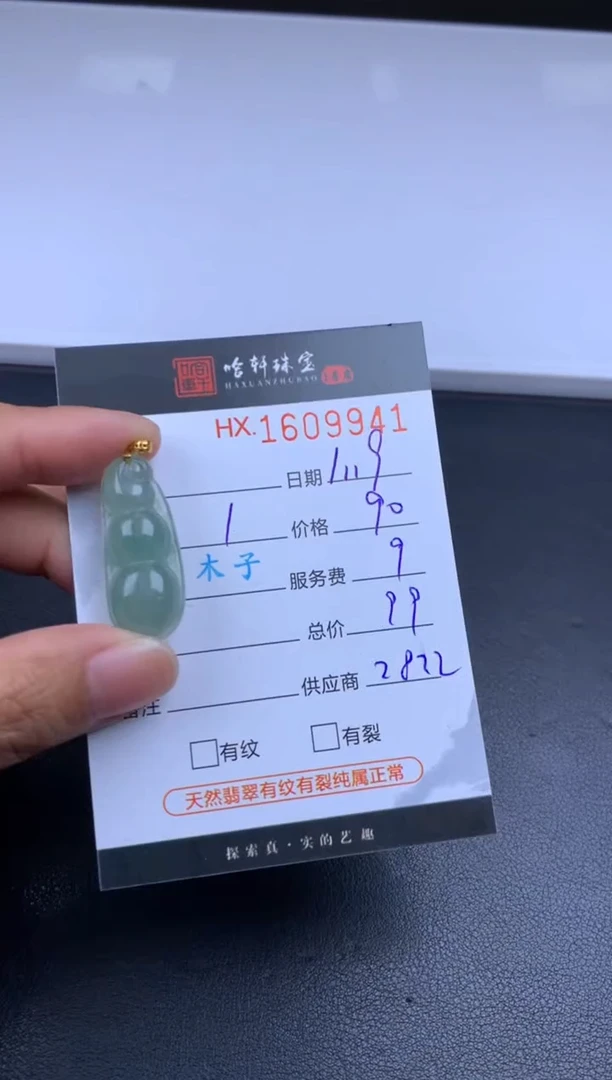 哈轩珠宝
HAXUANZHUBAO
HX.1609941
日期
1 价格 90
木子 服务费 9
总价 99
备注 供应商 2822
有纹 有裂
天然翡翠有纹有裂纯属正常
探索真·实的艺趣